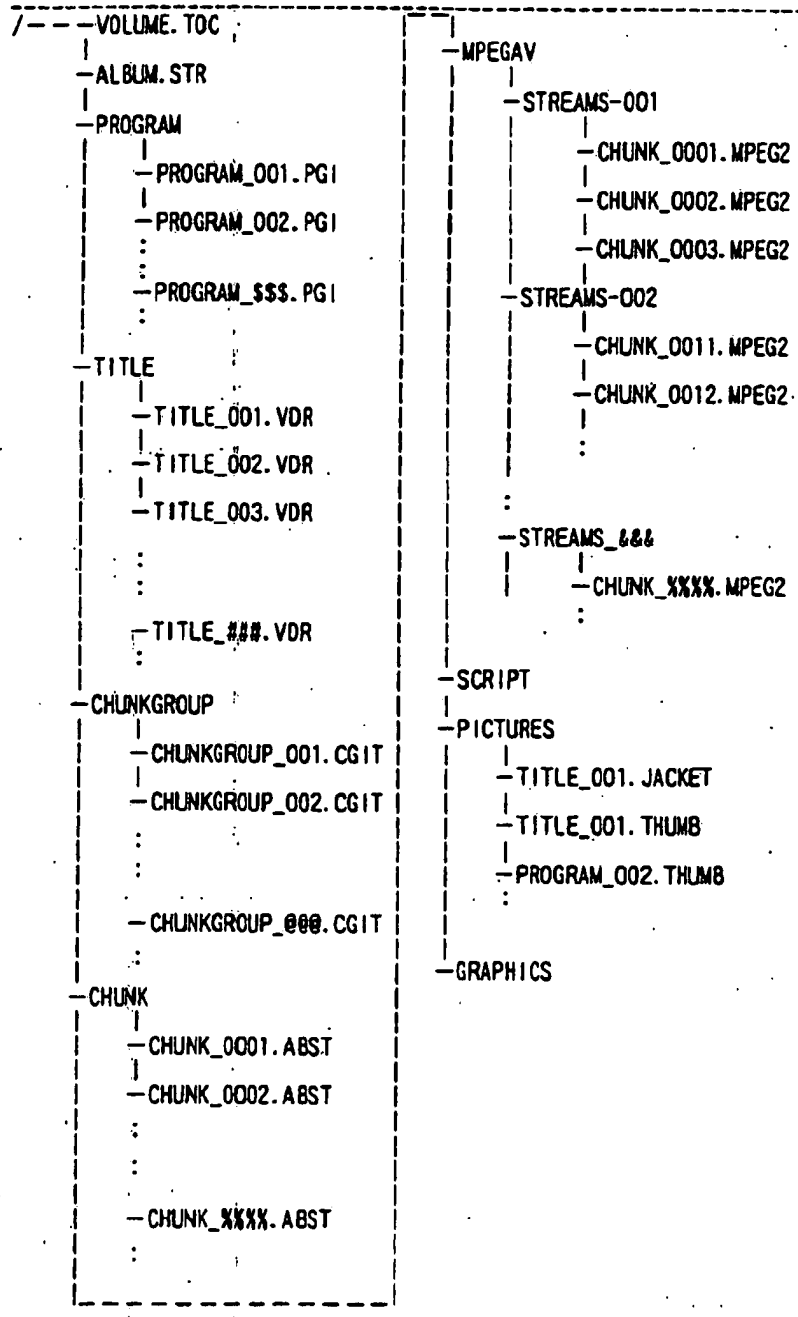 /---VOLUME.TOC
-ALBUM.STR
-PROGRAM
-PROGRAM_001.PGI
-PROGRAM_002.PGI
-PROGRAM_$$$.PGI
-TITLE
-TITLE_001.VDR
-TITLE_002.VDR
-TITLE_003.VDR
-TITLE_###.VDR
-CHUNKGROUP
-CHUNKGROUP_001.CGIT
-CHUNKGROUP_002.CGIT
-CHUNKGROUP_@@@.CGIT
-CHUNK
-CHUNK_0001.ABST
-CHUNK_0002.ABST
-CHUNK_%%%%.ABST
-MPEGAV
-STREAMS-001
-CHUNK_0001.MPEG2
-CHUNK_0002.MPEG2
-CHUNK_0003.MPEG2
-STREAMS-002
-CHUNK_0011.MPEG2
-CHUNK_0012.MPEG2
-STREAMS_&&&
-CHUNK_%%%%.MPEG2
-SCRIPT
-PICTURES
-TITLE_001.JACKET
-TITLE_001.THUMB
-PROGRAM_002.THUMB
-GRAPHICS